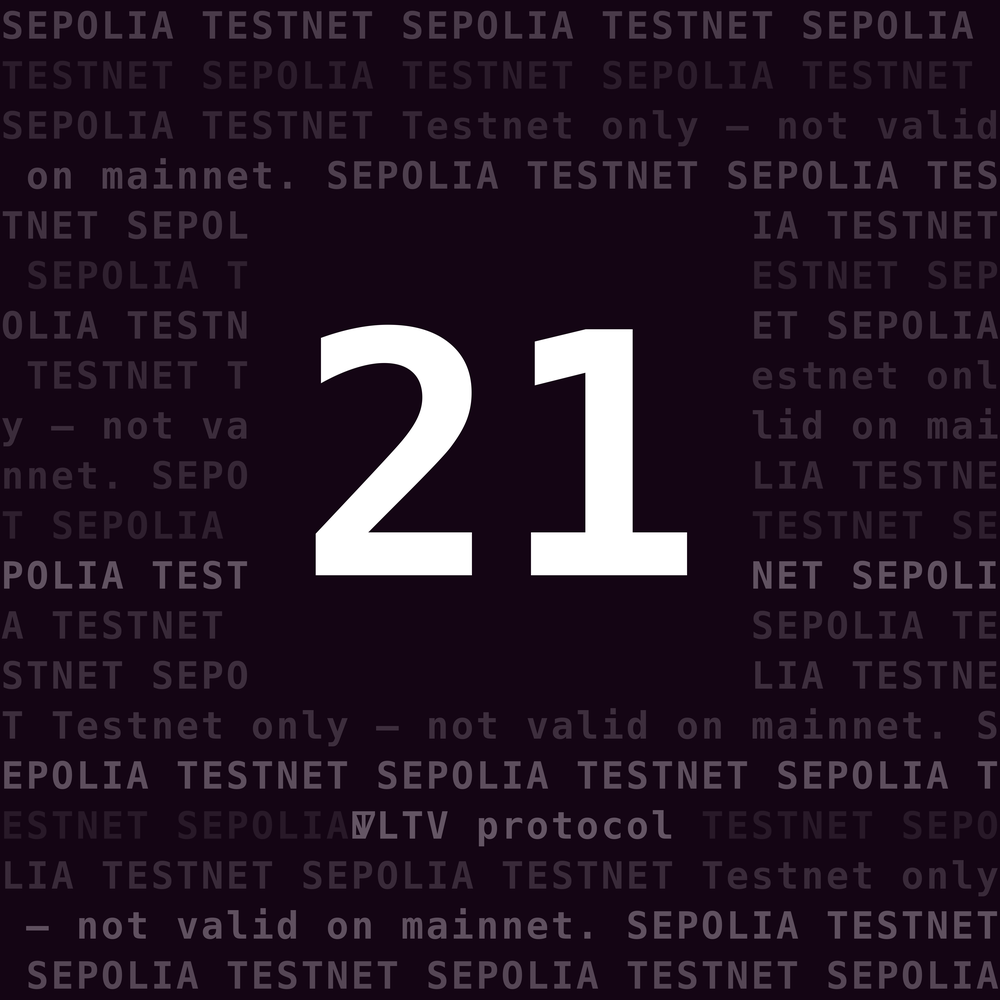 SEPOLIA TESTNET SEPOLIA TESTNET SEPOLIA
TESTNET SEPOLIA TESTNET SEPOLIA TESTNET
SEPOLIA TESTNET Testnet only — not valid
on mainnet. SEPOLIA TESTNET SEPOLIA TES
TNET SEPOL IA TESTNET
SEPOLIA T ESTNET SEP
OLIA TESTN ET SEPOLIA
TESTNET T estnet onl
y — not va lid on mai
nnet. SEPO LIA TESTNE
T SEPOLIA TESTNET SE
21
POLIA TEST NET SEPOLI
A TESTNET SEPOLIA TE
STNET SEPO LIA TESTNE
T Testnet only — not valid on mainnet. S
EPOLIA TESTNET SEPOLIA TESTNET SEPOLIA T
ESTNET SEPOLIA VLTV protocol TESTNET SEPO
LIA TESTNET SEPOLIA TESTNET Testnet only
— not valid on mainnet. SEPOLIA TESTNET
SEPOLIA TESTNET SEPOLIA TESTNET SEPOLIA